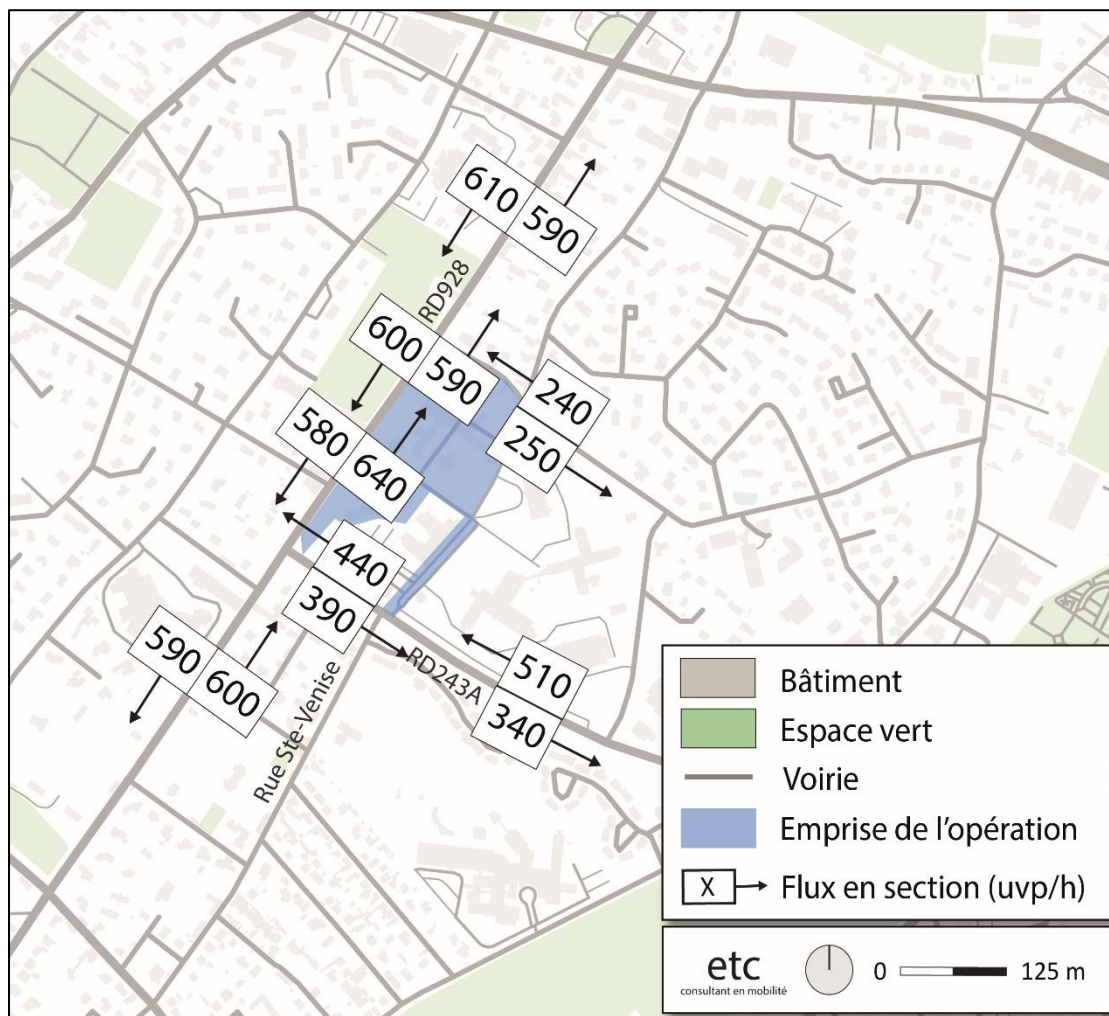 610 590
RD928
600 590
240
250
580 640
440
390
590 600
510
340
RD243A
Rue Ste-Venise
Bâtiment
Espace vert
Voirie
Emprise de l'opération
X Flux en section (uvp/h)
etc
consultant en mobilité
0 125 m